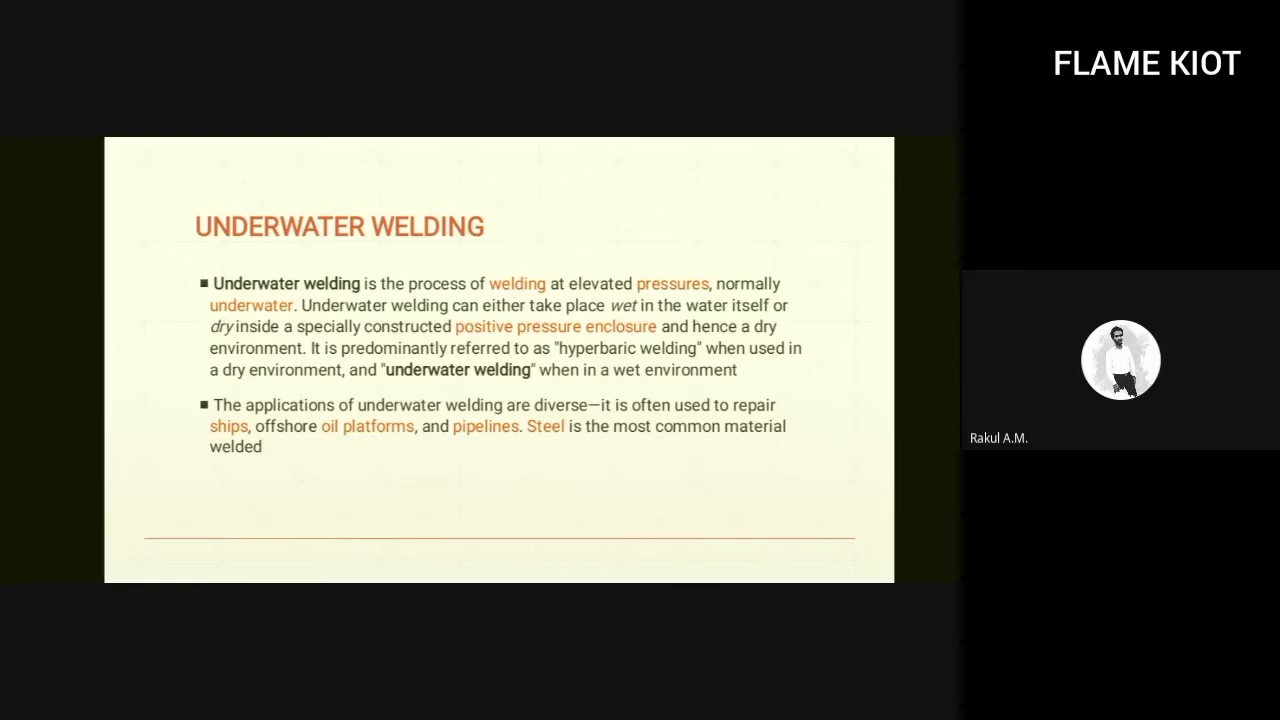 FLAME KIOT
UNDERWATER WELDING
▪ Underwater welding is the process of welding at elevated pressures, normally
underwater. Underwater welding can either take place wet in the water itself or
dry inside a specially constructed positive pressure enclosure and hence a dry
environment. It is predominantly referred to as "hyperbaric welding" when used in
a dry environment, and "underwater welding" when in a wet environment
▪ The applications of underwater welding are diverse—it is often used to repair
ships, offshore oil platforms, and pipelines. Steel is the most common material
welded
Rakul A.M.